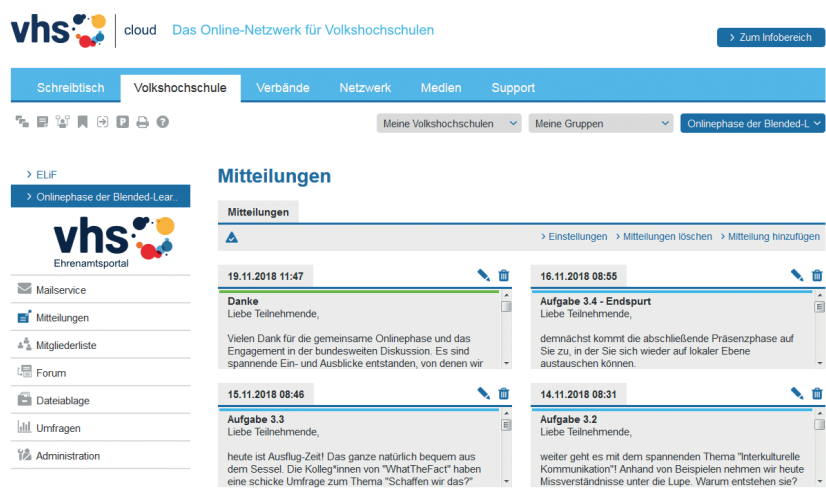 vhs cloud Das Online-Netzwerk für Volkshochschulen
> Zum Infobereich
Schreibtisch Volkshochschule Verbände Netzwerk Medien Support
P ?
Meine Volkshochschulen Meine Gruppen Onlinephase der Blended-L
> ELiF
> Onlinephase der Blended-Lear..
vhs
Ehrenamtsportal
Mailservice
Mitteilungen
Mitgliederliste
Forum
Dateiablage
Umfragen
Administration
Mitteilungen
Mitteilungen
> Einstellungen > Mitteilungen löschen > Mitteilung hinzufügen
19.11.2018 11:47
Danke
Liebe Teilnehmende,
Vielen Dank für die gemeinsame Onlinephase und das
Engagement in der bundesweiten Diskussion. Es sind
spannende Ein- und Ausblicke entstanden, von denen wir
16.11.2018 08:55
Aufgabe 3.4 - Endspurt
Liebe Teilnehmende,
demnächst kommt die abschließende Präsenzphase auf
Sie zu, in der Sie sich wieder auf lokaler Ebene
austauschen können.
15.11.2018 08:46
Aufgabe 3.3
Liebe Teilnehmende,
heute ist Ausflug-Zeit! Das ganze natürlich bequem aus
dem Sessel. Die Kolleg*innen von "WhatTheFact" haben
eine schicke Umfrage zum Thema "Schaffen wir das?"
14.11.2018 08:31
Aufgabe 3.2
Liebe Teilnehmende,
weiter geht es mit dem spannenden Thema "Interkulturelle
Kommunikation"! Anhand von Beispielen nehmen wir heute
Missverständnisse unter die Lupe. Warum entstehen sie?